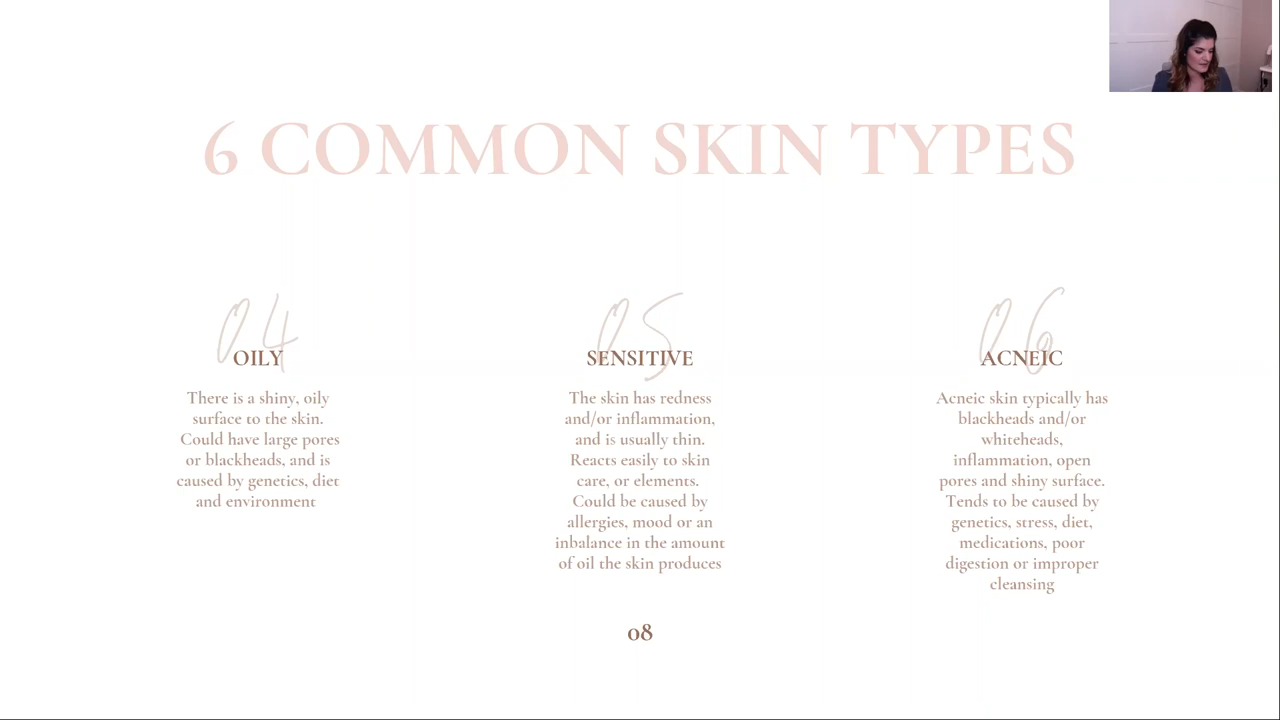 6 COMMON SKIN TYPES
04
OILY
There is a shiny, oily
surface to the skin.
Could have large pores
or blackheads, and is
caused by genetics, diet
and environment
05
SENSITIVE
The skin has redness
and/or inflammation,
and is usually thin.
Reacts easily to skin
care, or elements.
Could be caused by
allergies, mood or an
inbalance in the amount
of oil the skin produces
06
ACNEIC
Acneic skin typically has
blackheads and/or
whiteheads,
inflammation, open
pores and shiny surface.
Tends to be caused by
genetics, stress, diet,
medications, poor
digestion or improper
cleansing
08